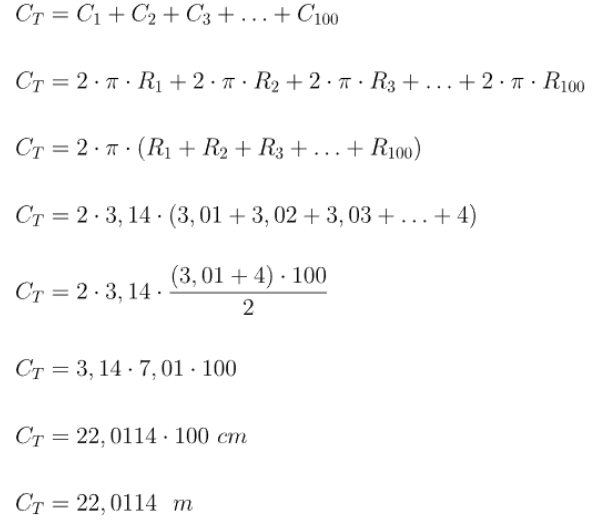 C_T = C_1 + C_2 + C_3 + ... + C_100
C_T = 2 · π · R_1 + 2 · π · R_2 + 2 · π · R_3 + ... + 2 · π · R_100
C_T = 2 · π · (R_1 + R_2 + R_3 + ... + R_100)
C_T = 2 · 3,14 · (3,01 + 3,02 + 3,03 + ... + 4)
C_T = 2 · 3,14 · \frac{(3,01 + 4) · 100}{2}
C_T = 3,14 · 7,01 · 100
C_T = 22,0114 · 100 cm
C_T = 22,0114 m